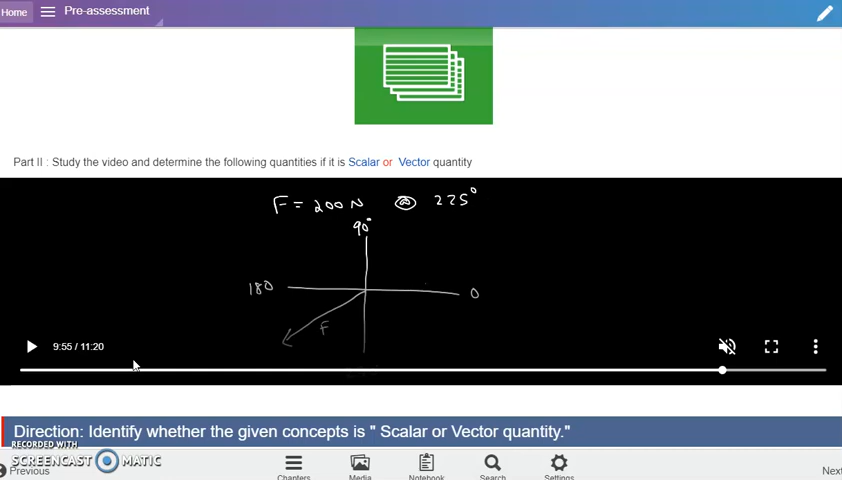 Home Pre-assessment
Part II : Study the video and determine the following quantities if it is Scalar or Vector quantity
F = 200 N @ 225°
90°
180 0
F
9:55 / 11:20
Direction: Identify whether the given concepts is " Scalar or Vector quantity."
RECORDED WITH
SCREENCAST MATIC
Previous Chapters Media Notebook Search Settings Next